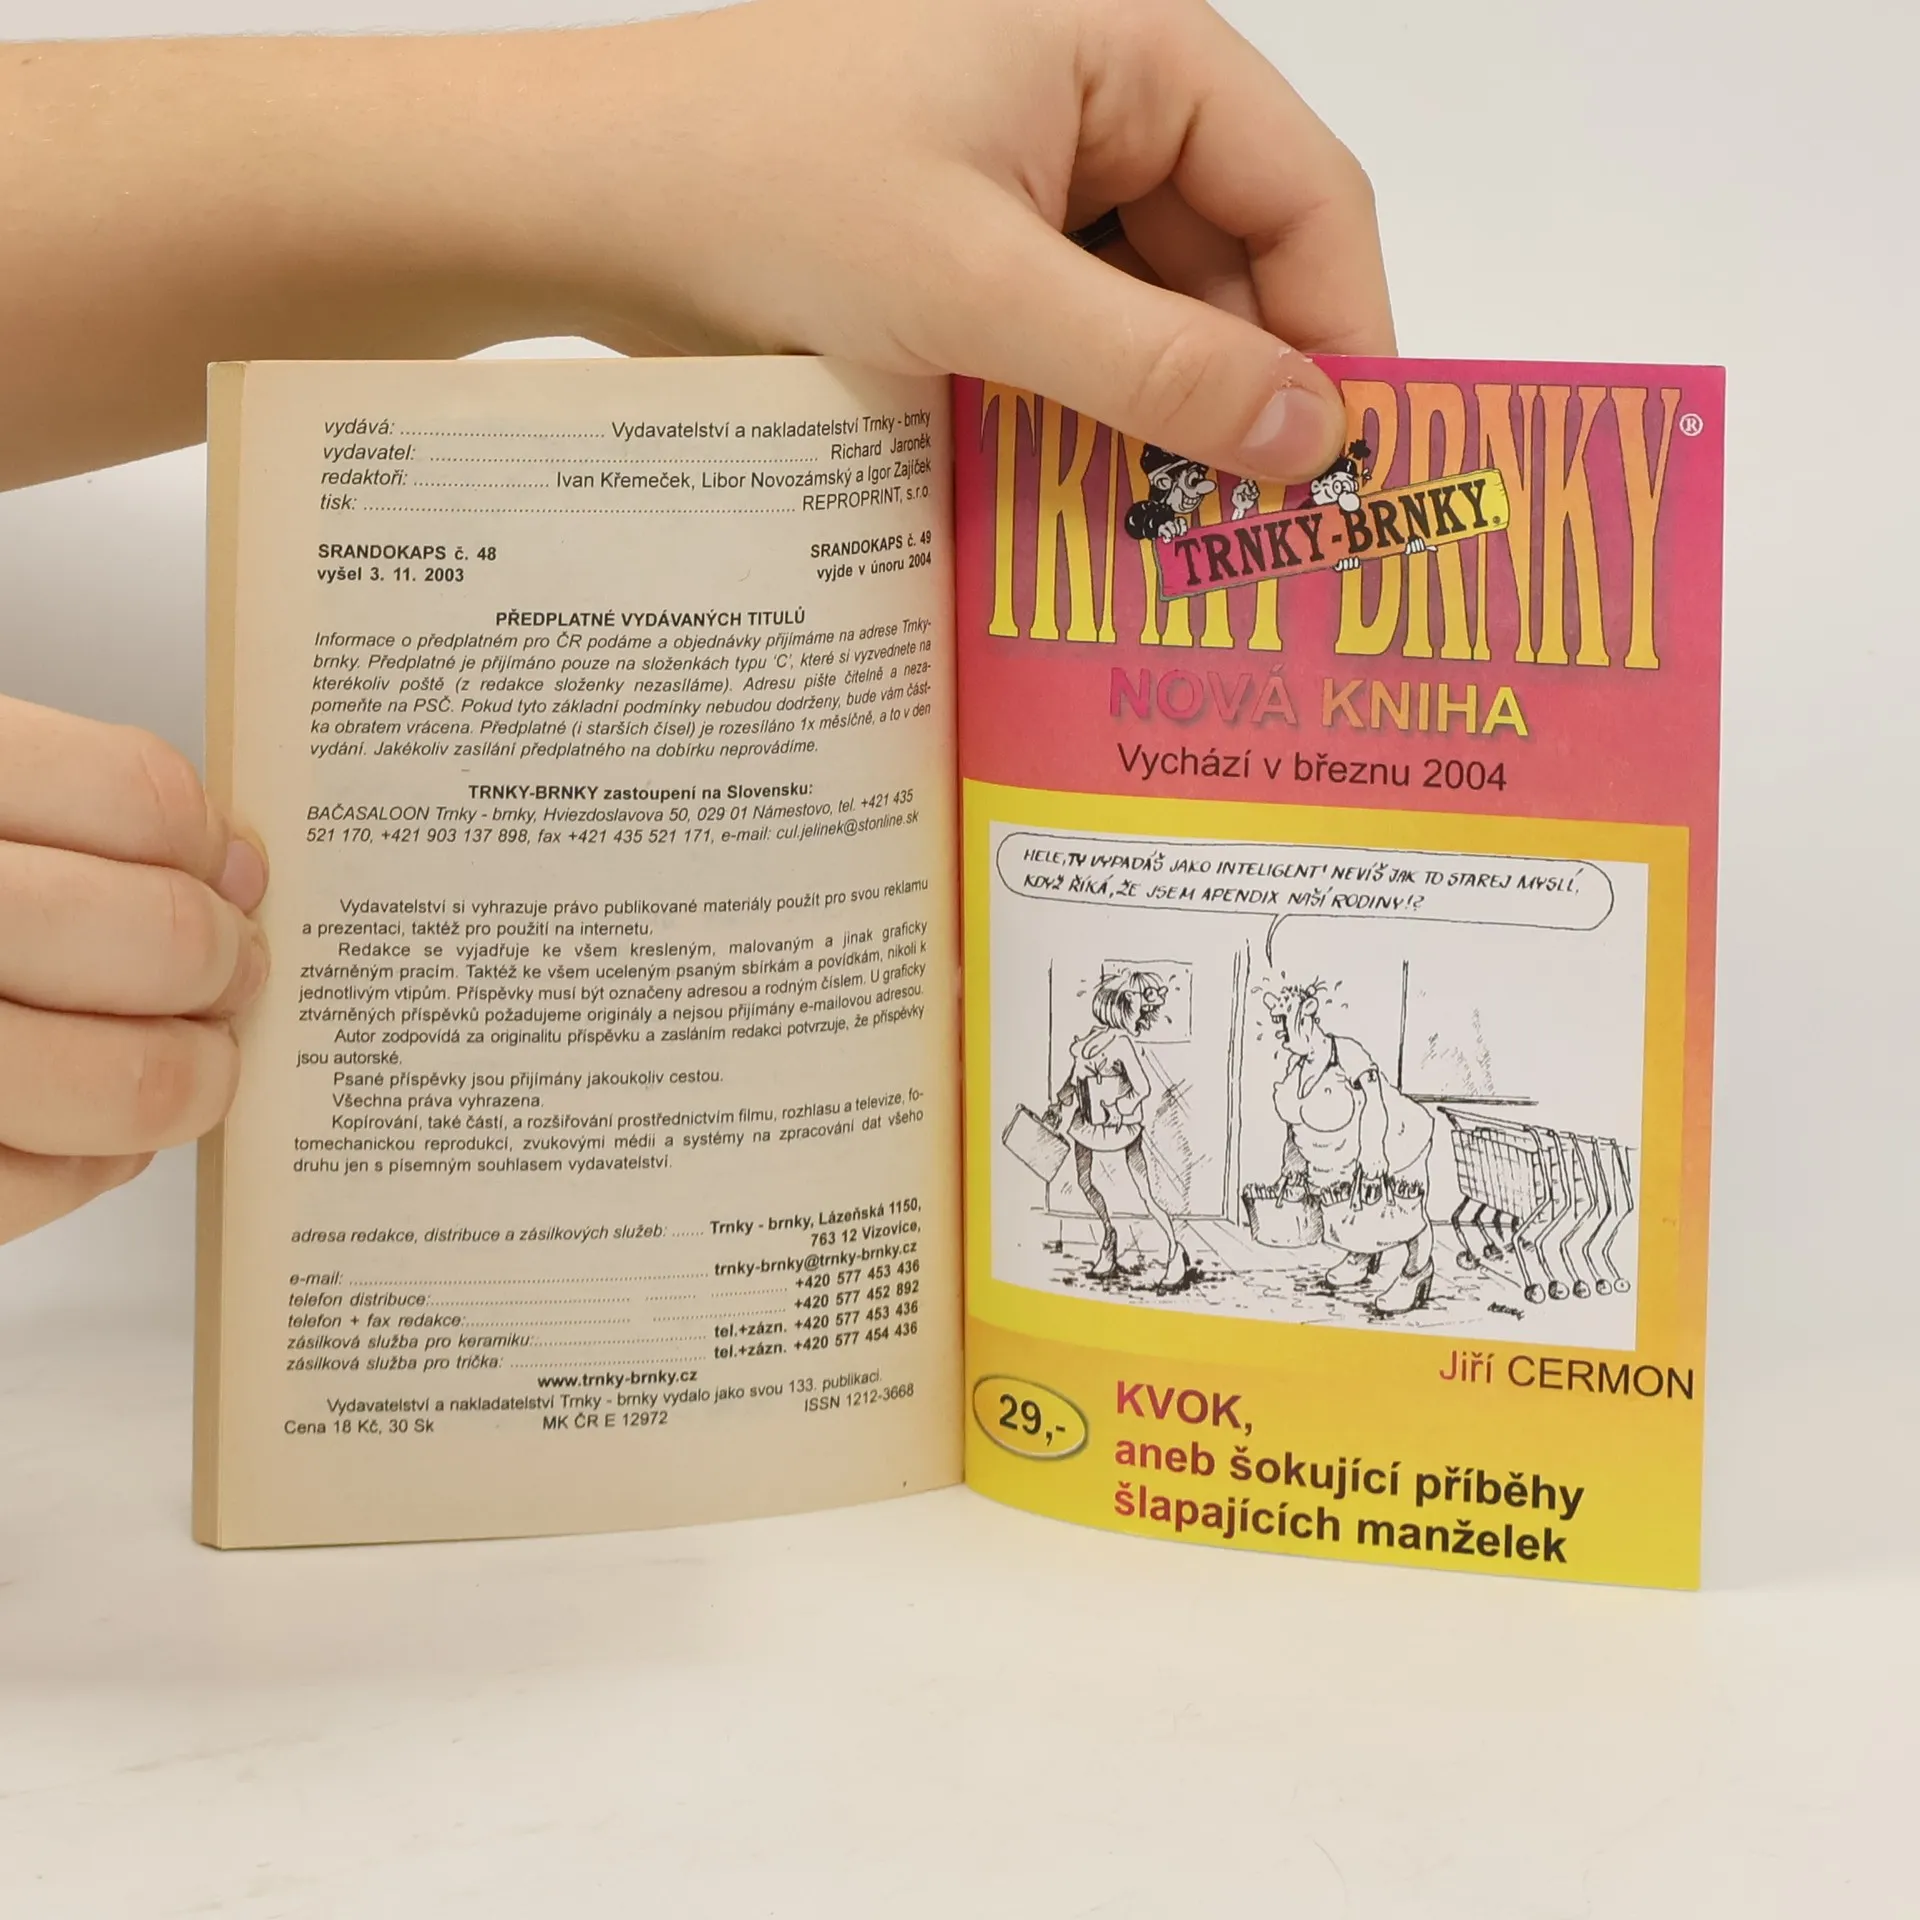 vydává: .................................. Vydavatelství a nakladatelství Trnky - brnky
vydavatel: ................................................................ Richard Jaroněk
redaktoři: ...................... Ivan Křemeček, Libor Novozámský a Igor Zajíček
tisk: ....................................................................... REPROPRINT, s.r.o.
SRANDOKAPS č. 48
vyšel 3. 11. 2003
SRANDOKAPS č. 49
vyjde v únoru 2004
PŘEDPLATNÉ VYDÁVANÝCH TITULŮ
Informace o předplatném pro ČR podáme a objednávky přijímáme na adrese Trnky-
brnky. Předplatné je přijímáno pouze na složenkách typu 'C', které si vyzvednete na
kterékoliv poště (z redakce složenky nezasíláme). Adresu pište čitelně a neza-
pomeňte na PSČ. Pokud tyto základní podmínky nebudou dodrženy, bude vám část-
ka obratem vrácena. Předplatné (i starších čísel) je rozesíláno 1x měsíčně, a to v den
vydání. Jakékoliv zasílání předplatného na dobírku neprovádíme.
TRNKY-BRNKY zastoupení na Slovensku:
BAČASALOON Trnky - brnky, Hviezdoslavova 50, 029 01 Námestovo, tel. +421 435
521 170, +421 903 137 898, fax +421 435 521 171, e-mail: cul.jelinek@stonline.sk
Vydavatelství si vyhrazuje právo publikované materiály použít pro svou reklamu
a prezentaci, taktéž pro použití na internetu.
Redakce se vyjadřuje ke všem kresleným, malovaným a jinak graficky
ztvárněným pracím. Taktéž ke všem uceleným psaným sbírkám a povídkám, nikoli k
jednotlivým vtipům. Příspěvky musí být označeny adresou a rodným číslem. U graficky
ztvárněných příspěvků požadujeme originály a nejsou přijímány e-mailovou adresou.
Autor zodpovídá za originalitu příspěvku a zasláním redakci potvrzuje, že příspěvky
jsou autorské.
Psané příspěvky jsou přijímány jakoukoliv cestou.
Všechna práva vyhrazena.
Kopírování, také částí, a rozšiřování prostřednictvím filmu, rozhlasu a televize, fo-
tomechanickou reprodukcí, zvukovými médii a systémy na zpracování dat všeho
druhu jen s písemným souhlasem vydavatelství.
adresa redakce, distribuce a zásilkových služeb: ....... Trnky - brnky, Lázeňská 1150,
763 12 Vizovice,
e-mail: ................................................................ trnky-brnky@trnky-brnky.cz
telefon distribuce:................................................................ +420 577 453 436
telefon + fax redakce:............................................................ +420 577 452 892
zásilková služba pro keramiku:................................ tel.+zázn. +420 577 453 436
zásilková služba pro trička: ..................................... tel.+zázn. +420 577 454 436
www.trnky-brnky.cz
Vydavatelství a nakladatelství Trnky - brnky vydalo jako svou 133. publikaci.
Cena 18 Kč, 30 Sk MK ČR E 12972 ISSN 1212-3668
TRNKY BRNKY®
TRNKY-BRNKY®
NOVÁ KNIHA
Vychází v březnu 2004
HELE, TY VYPADÁŠ JAKO INTELIGENT! NEVÍŠ JAK TO STAREJ MYSLÍ,
KDYŽ ŘÍKÁ, ŽE JSEM APENDIX NAŠÍ RODINY!?
Jiří CERMON
29,-
KVOK,
aneb šokující příběhy
šlapajících manželek